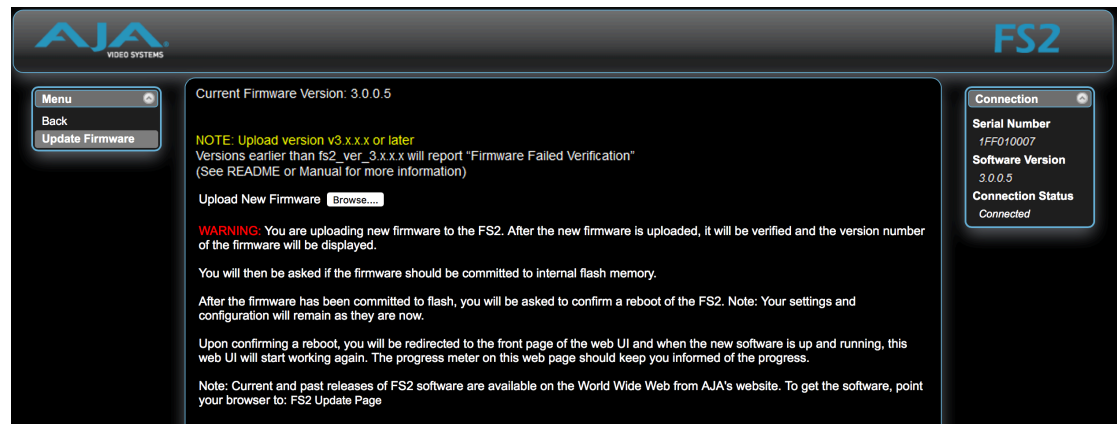 AJA
VIDEO SYSTEMS
FS2
Menu
Back
Update Firmware
Current Firmware Version: 3.0.0.5
NOTE: Upload version v3.x.x.x or later
Versions earlier than fs2_ver_3.x.x.x will report “Firmware Failed Verification”
(See README or Manual for more information)
Upload New Firmware Browse....
WARNING: You are uploading new firmware to the FS2. After the new firmware is uploaded, it will be verified and the version number
of the firmware will be displayed.
You will then be asked if the firmware should be committed to internal flash memory.
After the firmware has been committed to flash, you will be asked to confirm a reboot of the FS2. Note: Your settings and
configuration will remain as they are now.
Upon confirming a reboot, you will be redirected to the front page of the web UI and when the new software is up and running, this
web UI will start working again. The progress meter on this web page should keep you informed of the progress.
Note: Current and past releases of FS2 software are available on the World Wide Web from AJA's website. To get the software, point
your browser to: FS2 Update Page
Connection
Serial Number
1FF010007
Software Version
3.0.0.5
Connection Status
Connected